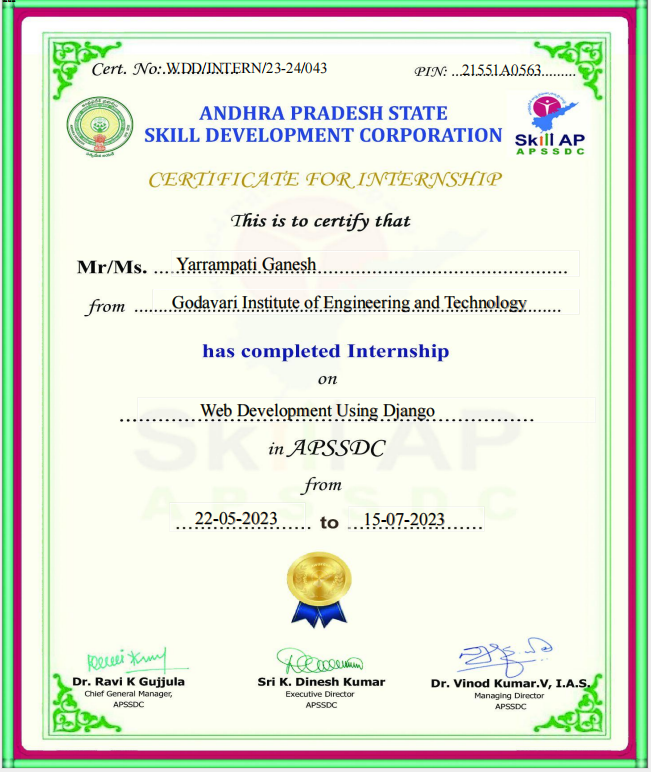 Cert. No:.WDD/INTERN/23-24/043
PIN: ...21551A0563.........
ANDHRA PRADESH STATE
SKILL DEVELOPMENT CORPORATION
Skill AP
APSSDC
CERTIFICATE FOR INTERNSHIP
This is to certify that
Mr/Ms. ... Yarrampati Ganesh
from Godavari Institute of Engineering and Technology
has completed Internship
on
Web Development Using Django
in APSSDC
from
22-05-2023 to 15-07-2023
Skill AP
APSSDC
Dr. Ravi K Gujjula
Chief General Manager,
APSSDC
Sri K. Dinesh Kumar
Executive Director
APSSDC
Dr. Vinod Kumar.V, I.A.S,
Managing Director
APSSDC